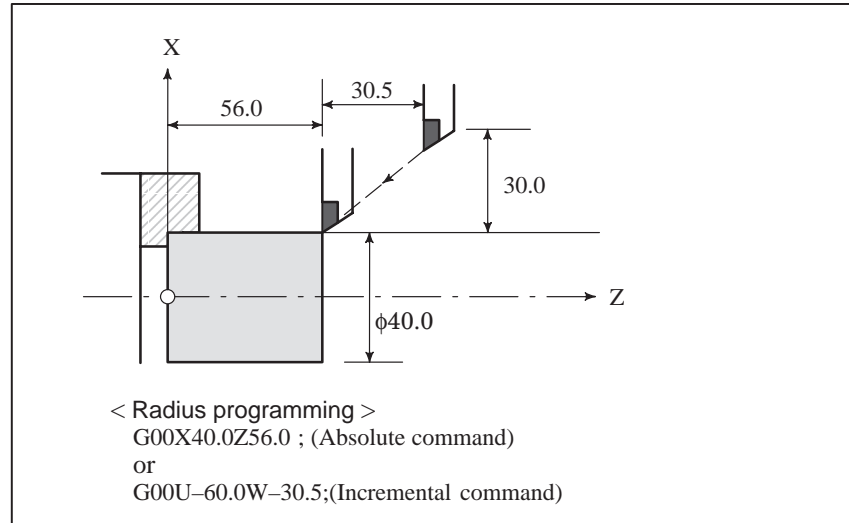 X
30.5
56.0
30.0
Z
ϕ40.0
< Radius programming >
G00X40.0Z56.0 ; (Absolute command)
or
G00U–60.0W–30.5;(Incremental command)